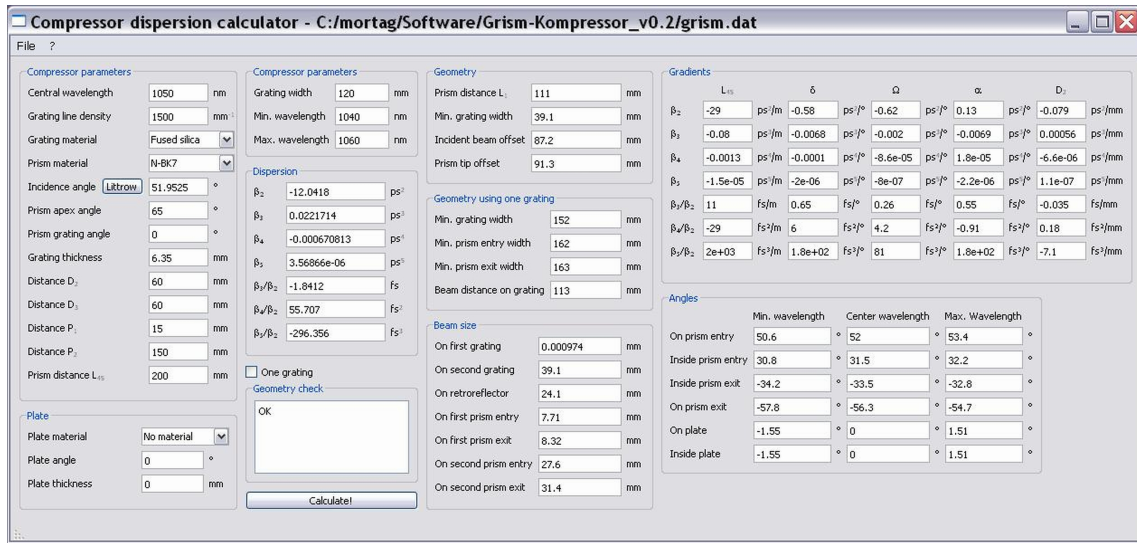 Compressor dispersion calculator - C:/mortag/Software/Grism-Kompressor_v0.2/grism.dat
File ?
Compressor parameters
Central wavelength 1050 nm
Grating line density 1500 mm⁻¹
Grating material Fused silica
Prism material N-BK7
Incidence angle Littrow 51.9525 °
Prism apex angle 65 °
Prism grating angle 0 °
Grating thickness 6.35 mm
Distance D₂ 60 mm
Distance D₃ 60 mm
Distance P₁ 15 mm
Distance P₂ 150 mm
Prism distance L₄₅ 200 mm
Plate
Plate material No material
Plate angle 0 °
Plate thickness 0 mm
Compressor parameters
Grating width 120 mm
Min. wavelength 1040 nm
Max. wavelength 1060 nm
Dispersion
β₂ -12.0418 ps²
β₃ 0.0221714 ps³
β₄ -0.000670813 ps⁴
β₅ 3.56866e-06 ps⁵
β₃/β₂ -1.8412 fs
β₄/β₂ 55.707 fs²
β₅/β₂ -296.356 fs³
One grating
Geometry check
OK
Calculate!
Geometry
Prism distance L₁ 111 mm
Min. grating width 39.1 mm
Incident beam offset 87.2 mm
Prism tip offset 91.3 mm
Geometry using one grating
Min. grating width 152 mm
Min. prism entry width 162 mm
Min. prism exit width 163 mm
Beam distance on grating 113 mm
Beam size
On first grating 0.000974 mm
On second grating 39.1 mm
On retroreflector 24.1 mm
On first prism entry 7.71 mm
On first prism exit 8.32 mm
On second prism entry 27.6 mm
On second prism exit 31.4 mm
Gradients
L₄₅ δ Ω α D₂
β₂ -29 ps²/m -0.58 ps²/° -0.62 ps²/° 0.13 ps²/° -0.079 ps²/mm
β₃ -0.08 ps³/m -0.0068 ps³/° -0.002 ps³/° -0.0069 ps³/° 0.00056 ps³/mm
β₄ -0.0013 ps⁴/m -0.0001 ps⁴/° -8.6e-05 ps⁴/° 1.8e-05 ps⁴/° -6.6e-06 ps⁴/mm
β₅ -1.5e-05 ps⁵/m -2e-06 ps⁵/° -8e-07 ps⁵/° -2.2e-06 ps⁵/° 1.1e-07 ps⁵/mm
β₃/β₂ 11 fs/m 0.65 fs/° 0.26 fs/° 0.55 fs/° -0.035 fs/mm
β₄/β₂ -29 fs²/m 6 fs²/° 4.2 fs²/° -0.91 fs²/° 0.18 fs²/mm
β₅/β₂ 2e+03 fs³/m 1.8e+02 fs³/° 81 fs³/° 1.8e+02 fs³/° -7.1 fs³/mm
Angles
Min. wavelength Center wavelength Max. Wavelength
On prism entry 50.6 ° 52 ° 53.4 °
Inside prism entry 30.8 ° 31.5 ° 32.2 °
Inside prism exit -34.2 ° -33.5 ° -32.8 °
On prism exit -57.8 ° -56.3 ° -54.7 °
On plate -1.55 ° 0 ° 1.51 °
Inside plate -1.55 ° 0 ° 1.51 °